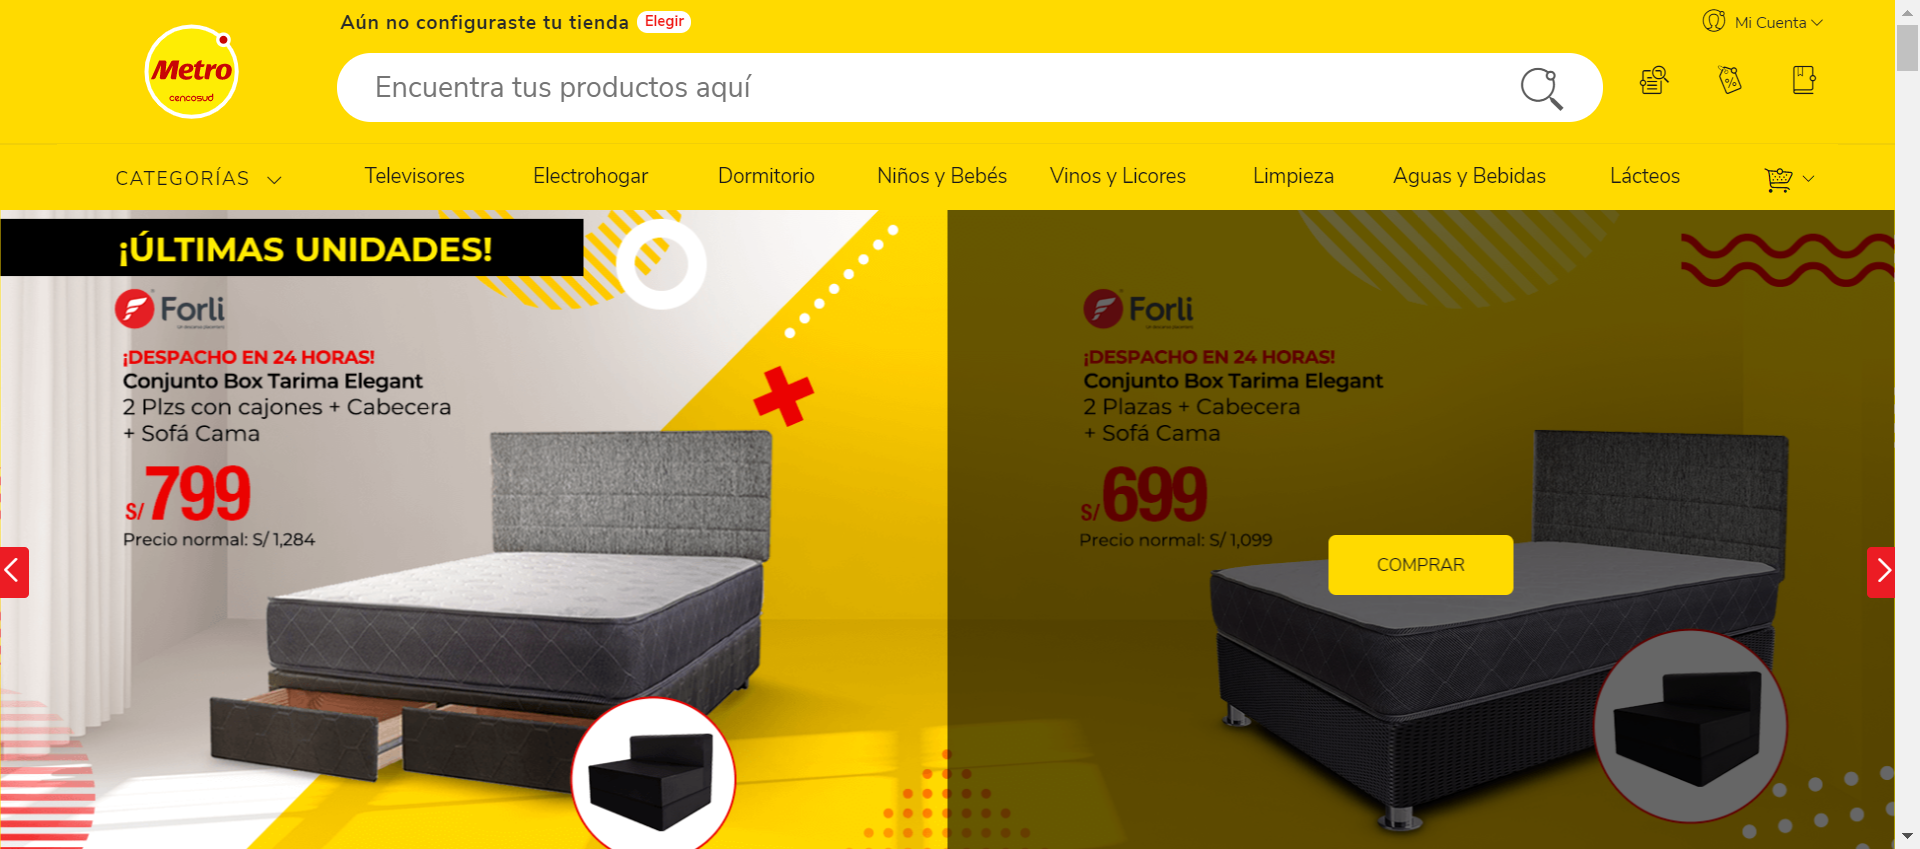 Aún no configuraste tu tienda Elegir
Mi Cuenta
Metro
cencosud
Encuentra tus productos aquí
CATEGORÍAS
Televisores
Electrohogar
Dormitorio
Niños y Bebés
Vinos y Licores
Limpieza
Aguas y Bebidas
Lácteos
¡ÚLTIMAS UNIDADES!
Forli
¡DESPACHO EN 24 HORAS!
Conjunto Box Tarima Elegant
2 Plzs con cajones + Cabecera
+ Sofá Cama
S/ 799
Precio normal: S/ 1,284
Forli
¡DESPACHO EN 24 HORAS!
Conjunto Box Tarima Elegant
2 Plazas + Cabecera
+ Sofá Cama
S/ 699
Precio normal: S/ 1,099
COMPRAR